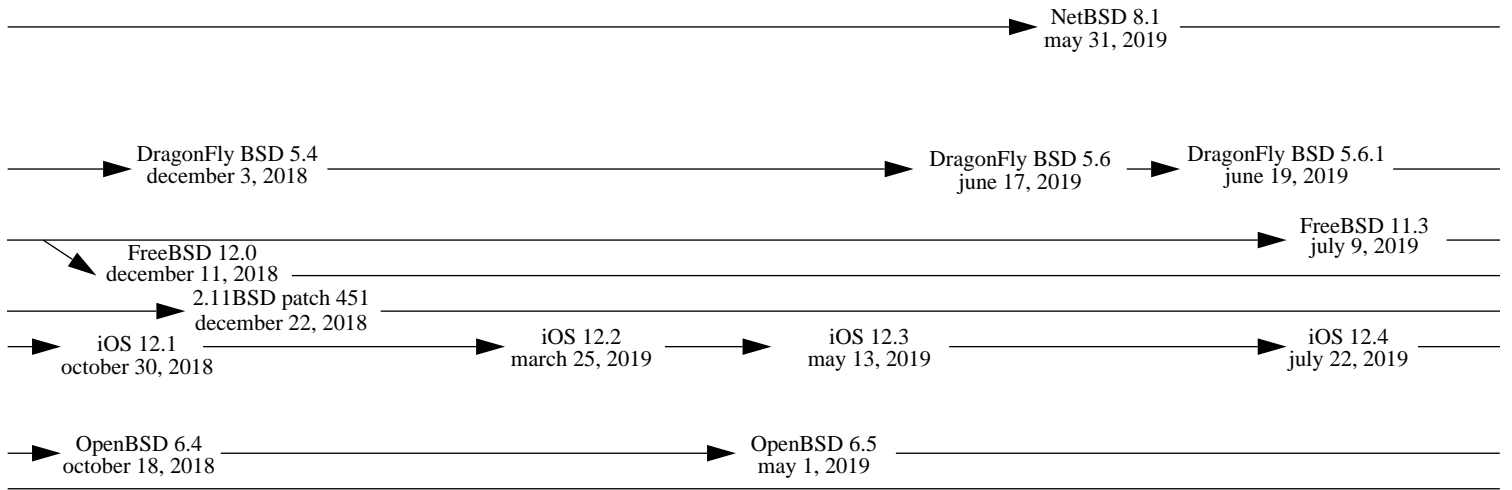 NetBSD 8.1
may 31, 2019
DragonFly BSD 5.4
december 3, 2018
DragonFly BSD 5.6
june 17, 2019
DragonFly BSD 5.6.1
june 19, 2019
FreeBSD 11.3
july 9, 2019
FreeBSD 12.0
december 11, 2018
2.11BSD patch 451
december 22, 2018
iOS 12.1
october 30, 2018
iOS 12.2
march 25, 2019
iOS 12.3
may 13, 2019
iOS 12.4
july 22, 2019
OpenBSD 6.4
october 18, 2018
OpenBSD 6.5
may 1, 2019